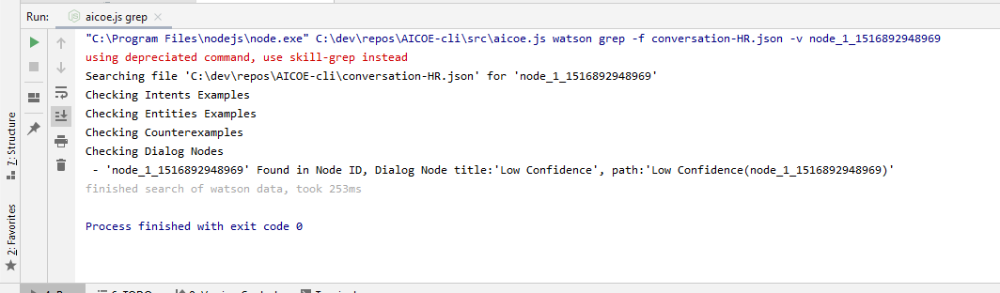 Run: aicoe.js grep ×
"C:\Program Files\nodejs\node.exe" C:\dev\repos\AICOE-cli\src\aicoe.js watson grep -f conversation-HR.json -v node_1_1516892948969
using depreciated command, use skill-grep instead
Searching file 'C:\dev\repos\AICOE-cli\conversation-HR.json' for 'node_1_1516892948969'
Checking Intents Examples
Checking Entities Examples
Checking Counterexamples
Checking Dialog Nodes
- 'node_1_1516892948969' Found in Node ID, Dialog Node title:'Low Confidence', path:'Low Confidence(node_1_1516892948969)'
finished search of watson data, took 253ms
Process finished with exit code 0
7: Structure
2: Favorites